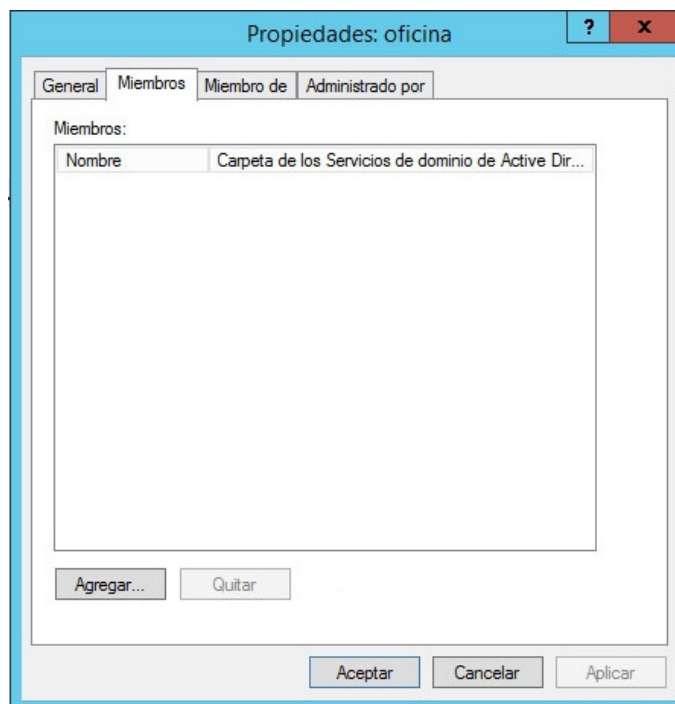 Propiedades: oficina ? x
General Miembros Miembro de Administrado por
Miembros:
Nombre Carpeta de los Servicios de dominio de Active Dir...
Agregar... Quitar
Aceptar Cancelar Aplicar